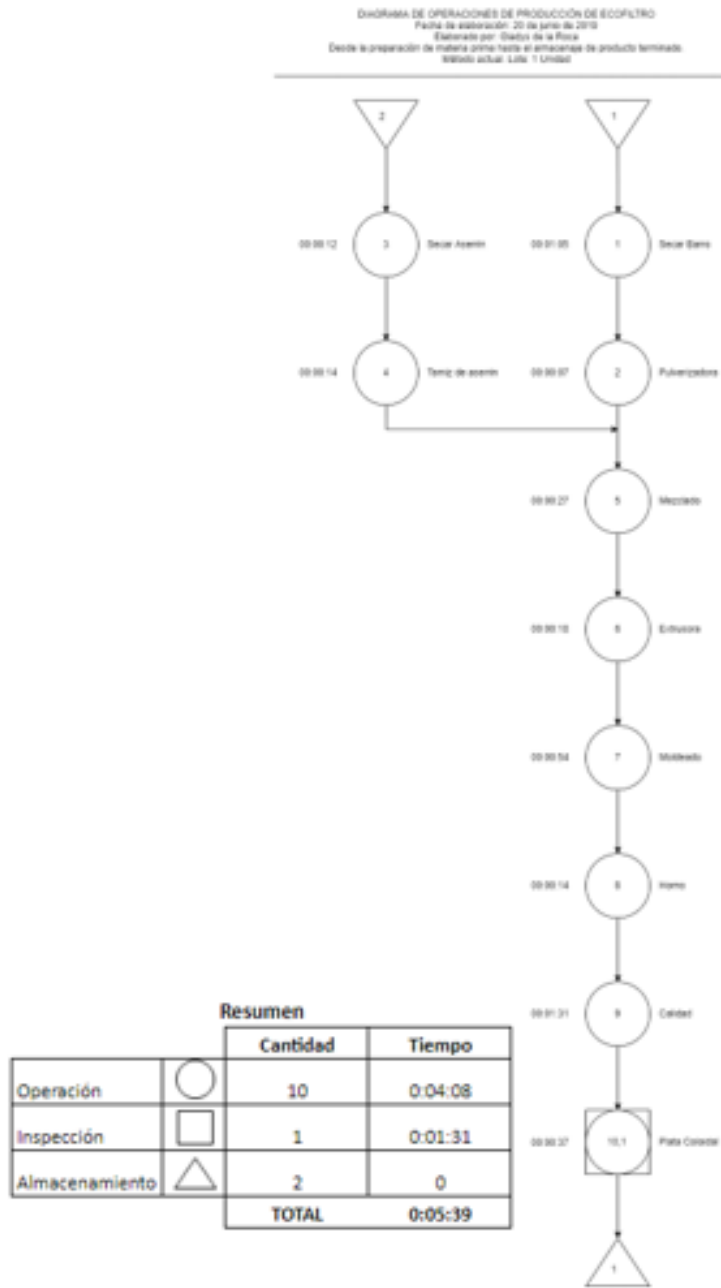 DIAGRAMA DE OPERACIONES DE PRODUCCIÓN DE ECOFILTRO
Fecha de elaboración: 20 de junio de 2019
Elaborado por: Gladys de la Roca
Desde la preparación de materia prima hasta el almacenaje de producto terminado.
Método actual. Lote: 1 Unidad
2
1
00:00:12
3
Secar Aserrín
00:01:05
1
Secar Barro
00:00:14
4
Tamiz de aserrín
00:00:07
2
Pulverizadora
00:00:27
5
Mezclado
00:00:10
6
Extrusora
00:00:54
7
Moldeado
00:00:14
8
Horno
00:01:31
9
Calidad
00:00:37
10,1
Plata Coloidal
1
Resumen
Cantidad Tiempo
Operación 10 0:04:08
Inspección 1 0:01:31
Almacenamiento 2 0
TOTAL 0:05:39